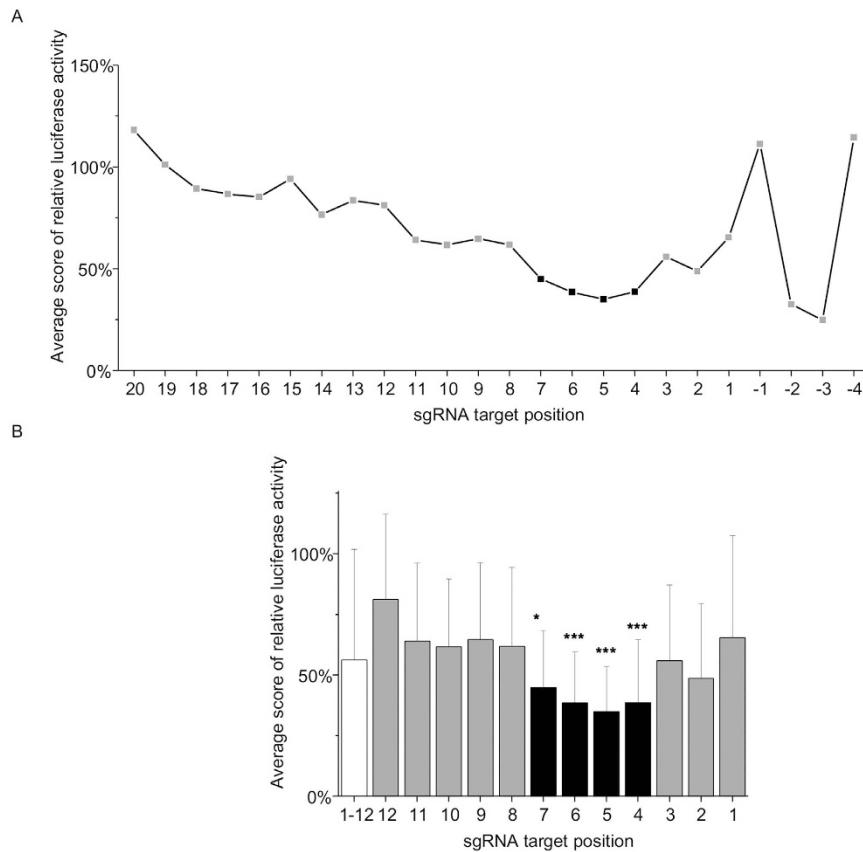 A
Average score of relative luciferase activity
150%
100%
50%
0%
20 19 18 17 16 15 14 13 12 11 10 9 8 7 6 5 4 3 2 1 -1 -2 -3 -4
sgRNA target position
B
Average score of relative luciferase activity
100%
50%
0%
* *** *** ***
1-12 12 11 10 9 8 7 6 5 4 3 2 1
sgRNA target position